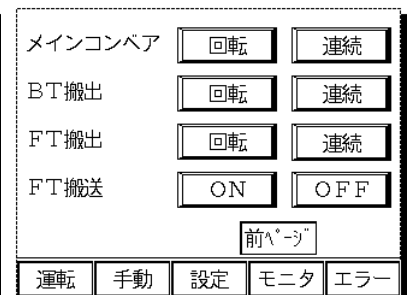 メインコンベア 回転 連続
BT搬出 回転 連続
FT搬出 回転 連続
FT搬送 ON OFF
前ページ
運転 手動 設定 モニタ エラー